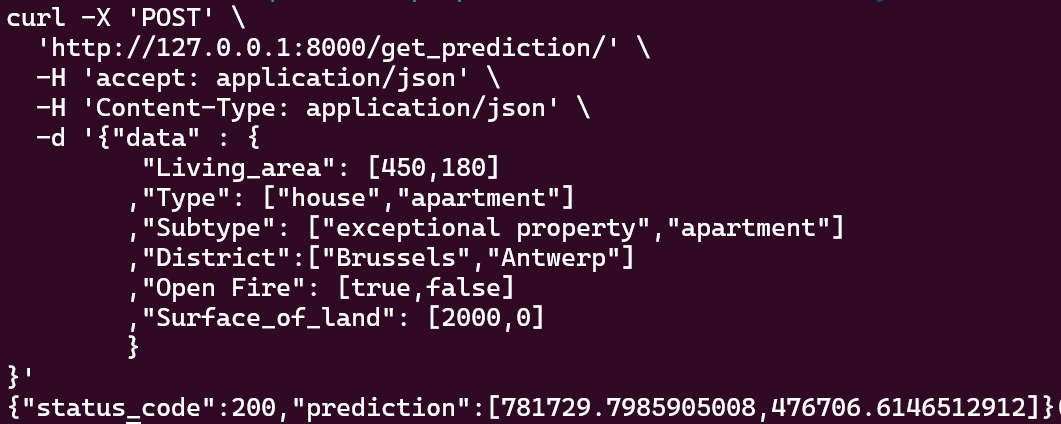 curl -X 'POST' \
  'http://127.0.0.1:8000/get_prediction/' \
  -H 'accept: application/json' \
  -H 'Content-Type: application/json' \
  -d '{"data" : {
         "Living_area": [450,180]
        ,"Type": ["house","apartment"]
        ,"Subtype": ["exceptional property","apartment"]
        ,"District":["Brussels","Antwerp"]
        ,"Open Fire": [true,false]
        ,"Surface_of_land": [2000,0]
        }
}'
{"status_code":200,"prediction":[781729.7985905008,476706.6146512912]}(